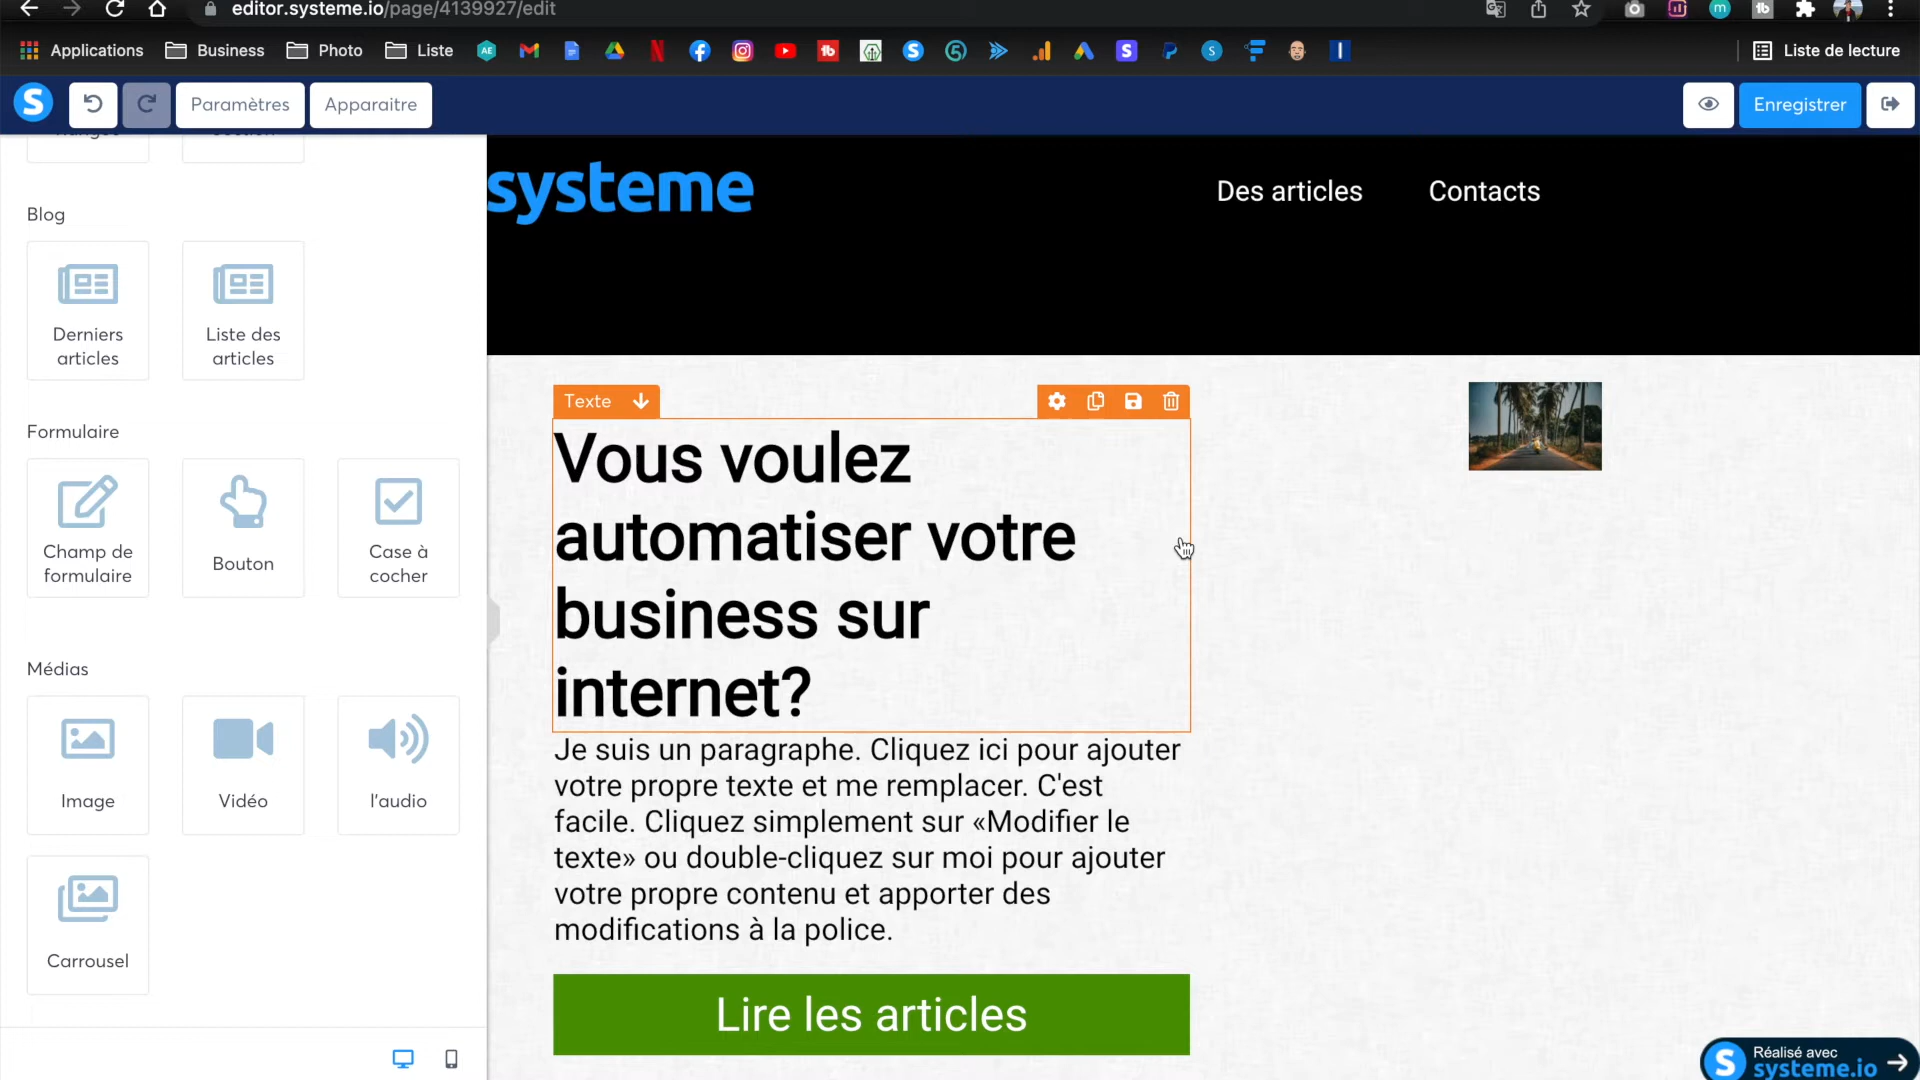 editor.systeme.io/page/4139927/edit
Applications Business Photo Liste Liste de lecture
Paramètres Apparaitre Enregistrer
systeme
Des articles Contacts
Blog
Derniers
articles
Liste des
articles
Formulaire
Champ de
formulaire
Bouton
Case à
cocher
Médias
Image
Vidéo
l'audio
Carrousel
Texte
Vous voulez
automatiser votre
business sur
internet?
Je suis un paragraphe. Cliquez ici pour ajouter
votre propre texte et me remplacer. C'est
facile. Cliquez simplement sur «Modifier le
texte» ou double-cliquez sur moi pour ajouter
votre propre contenu et apporter des
modifications à la police.
Lire les articles
Réalisé avec
systeme.io